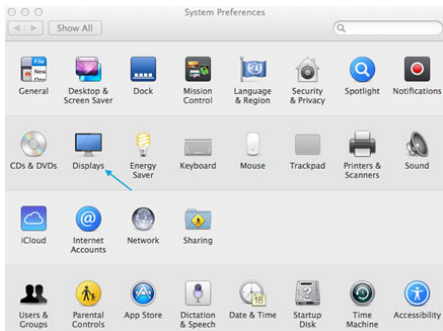 System Preferences
Show All
General
Desktop &
Screen Saver
Dock
Mission
Control
Language
& Region
Security
& Privacy
Spotlight
Notifications
CDs & DVDs
Displays
Energy
Saver
Keyboard
Mouse
Trackpad
Printers &
Scanners
Sound
iCloud
Internet
Accounts
Network
Sharing
Users &
Groups
Parental
Controls
App Store
Dictation
& Speech
Date & Time
Startup
Disk
Time
Machine
Accessibility